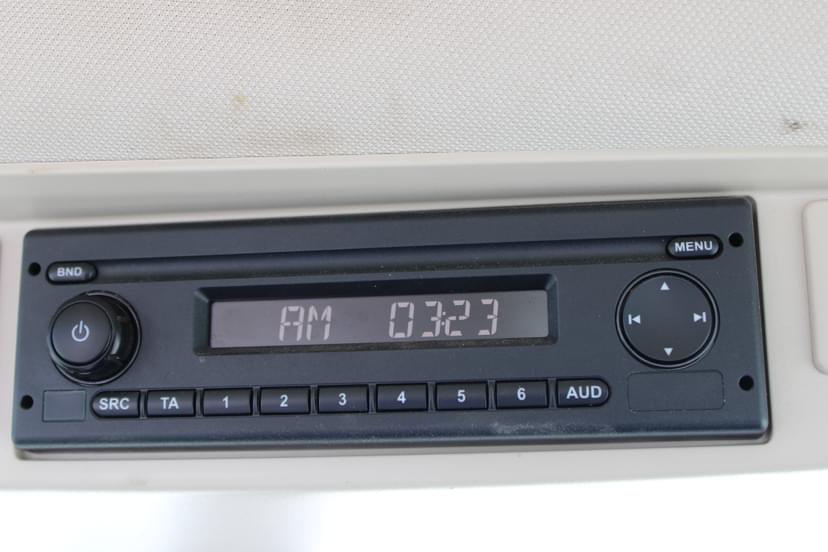 MENU
BND
AM 03:23
SRC TA 1 2 3 4 5 6 AUD